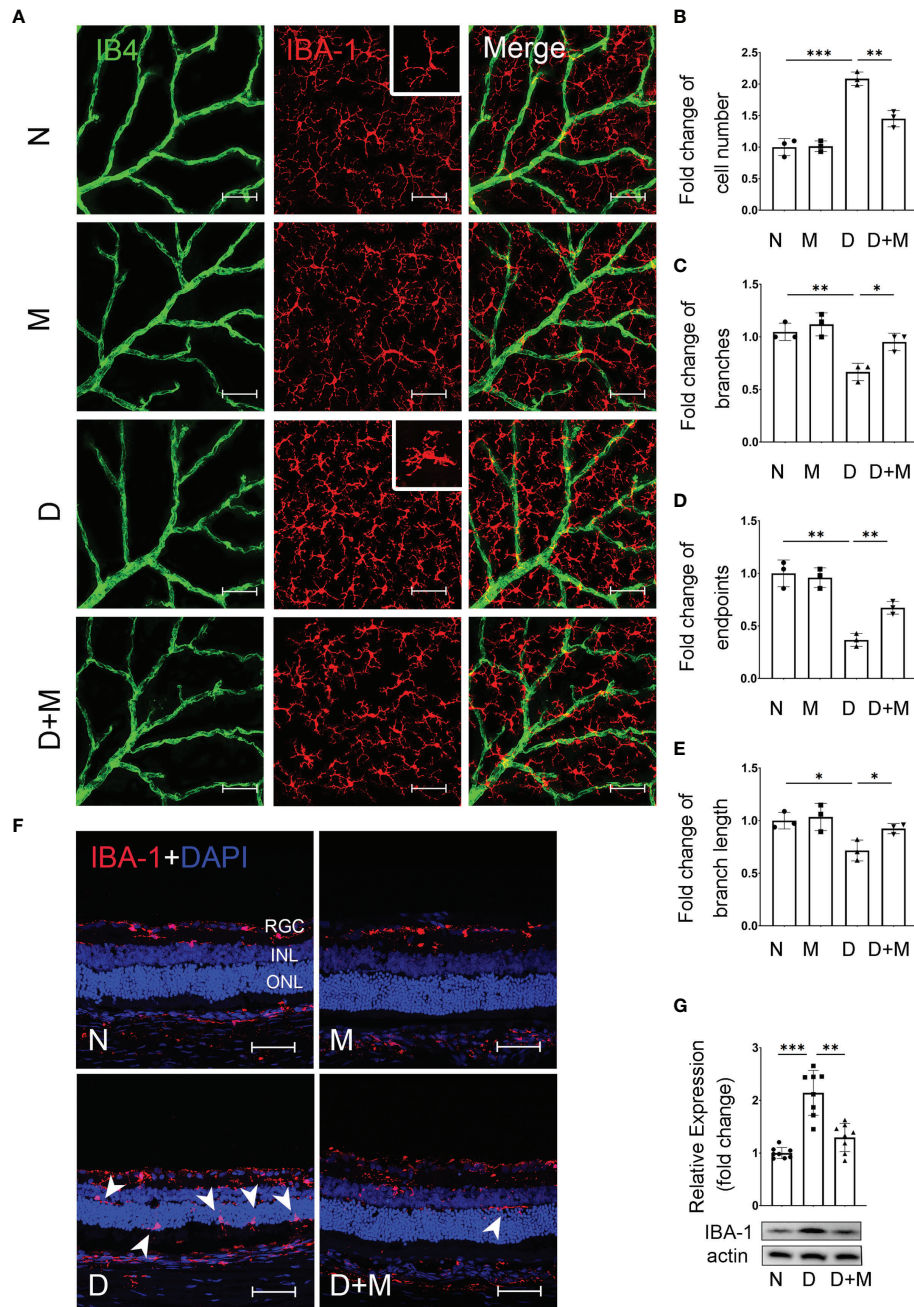 A
IB4
IBA-1
Merge
N
M
D
D+M
B
Fold change of
cell number
2.0
1.5
1.0
0.5
0.0
*** **
N M D D+M
C
Fold change of
branches
1.5
1.0
0.5
0.0
** *
N M D D+M
D
Fold change of
endpoints
1.5
1.0
0.5
0.0
** **
N M D D+M
E
Fold change of
branch length
1.5
1.0
0.5
0.0
* *
N M D D+M
F
IBA-1+DAPI
RGC
INL
ONL
N
M
D
D+M
G
Relative Expression
(fold change)
3
2
1
0
*** **
IBA-1
actin
N D D+M